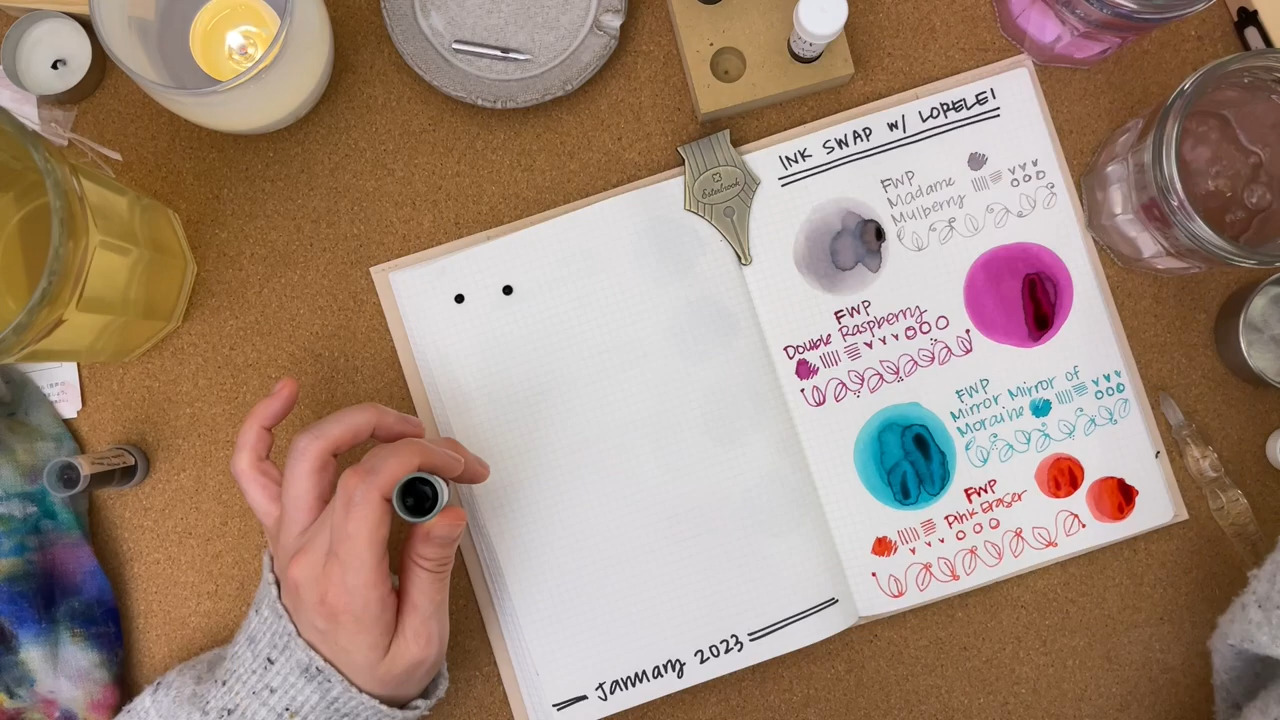 INK SWAP w/ LORELEI
FWP
Madame
Mulberry
FWP
Double Raspberry
FWP
Mirror Mirror of
Moraine
FWP
Pink Eraser
January 2023
Esterbrook